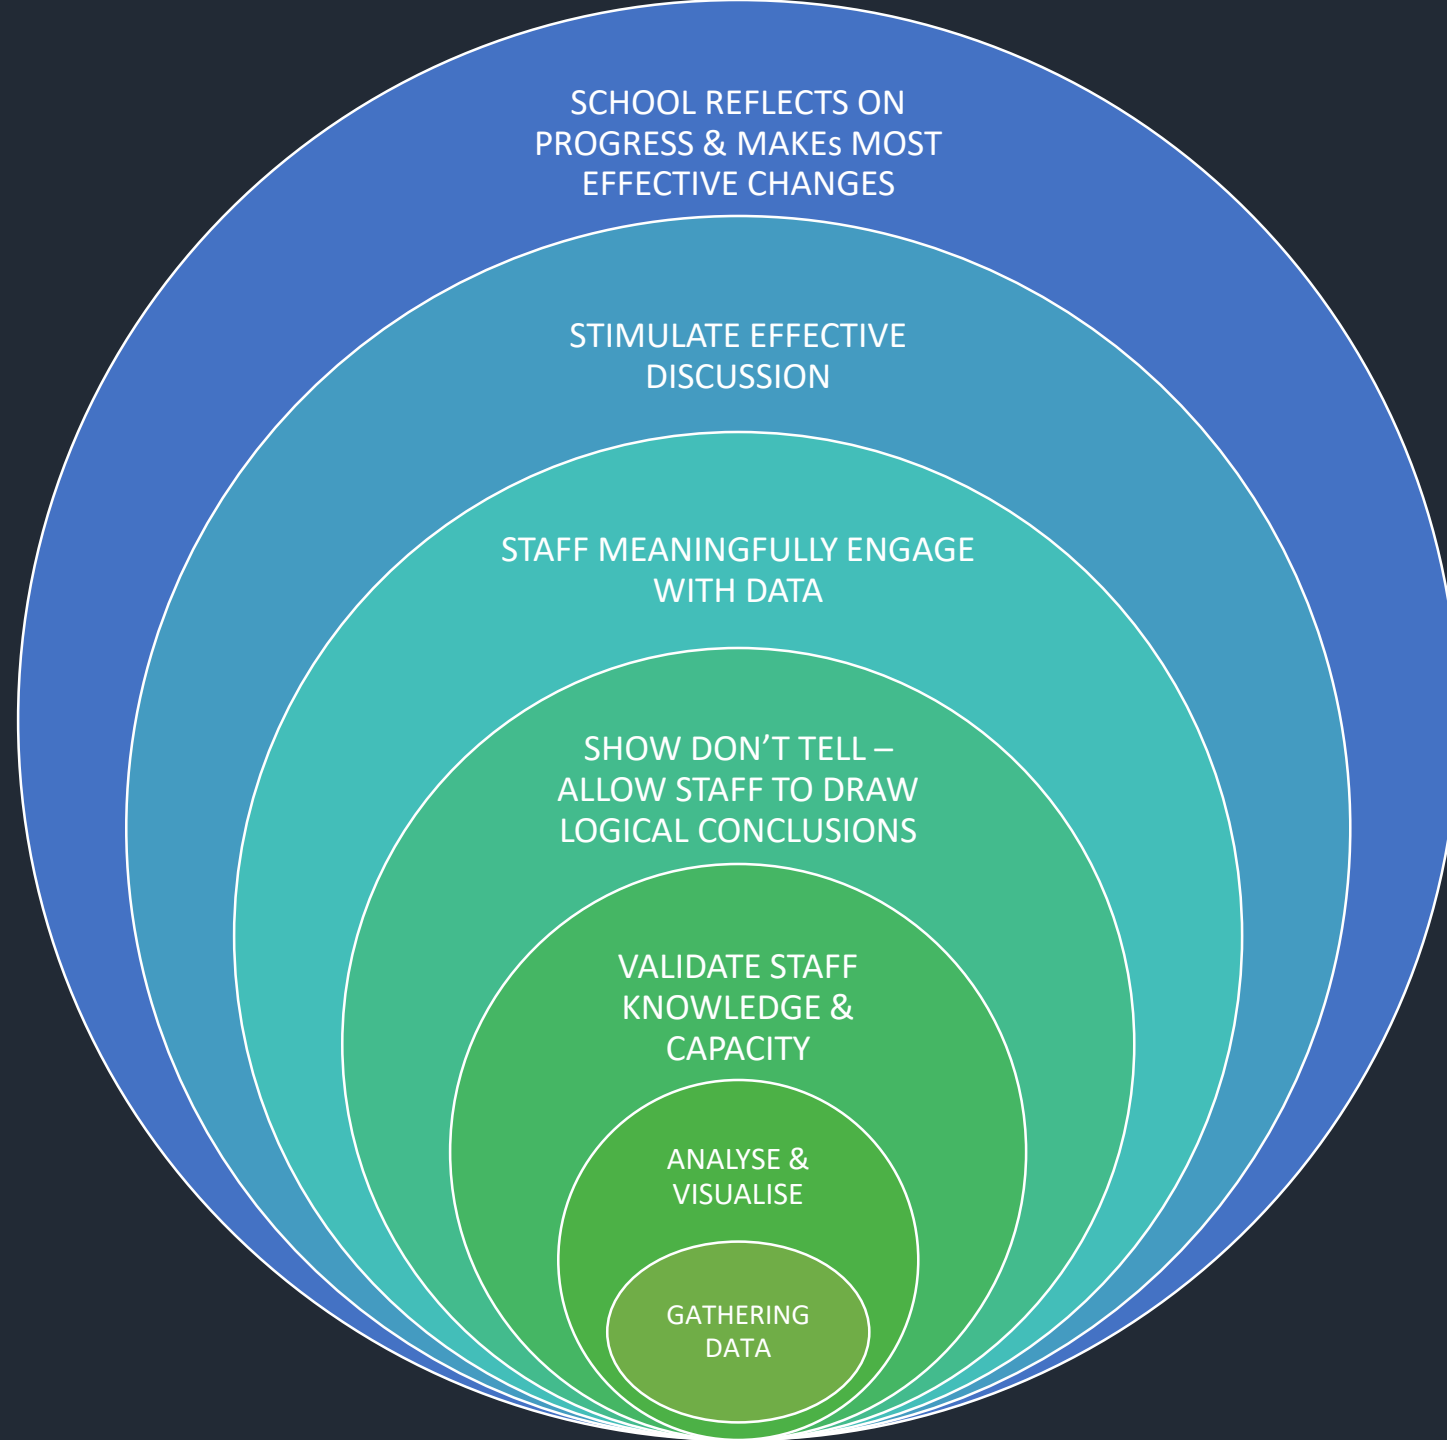 SCHOOL REFLECTS ON
PROGRESS & MAKEs MOST
EFFECTIVE CHANGES
STIMULATE EFFECTIVE
DISCUSSION
STAFF MEANINGFULLY ENGAGE
WITH DATA
SHOW DON’T TELL –
ALLOW STAFF TO DRAW
LOGICAL CONCLUSIONS
VALIDATE STAFF
KNOWLEDGE &
CAPACITY
ANALYSE &
VISUALISE
GATHERING
DATA